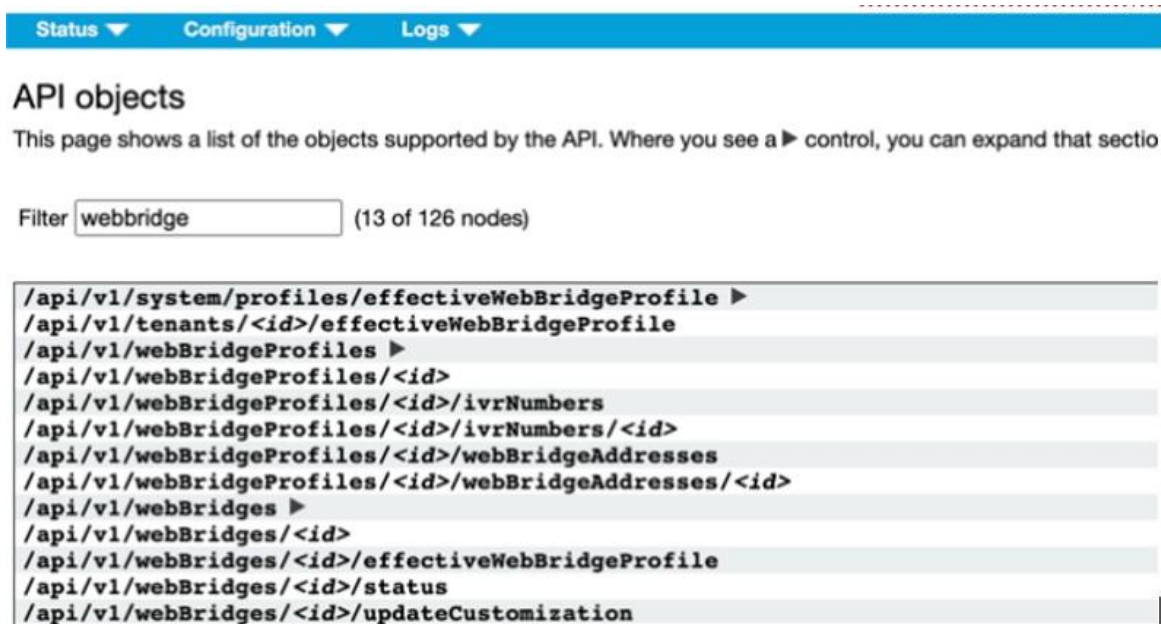 Status ▼ Configuration ▼ Logs ▼
API objects
This page shows a list of the objects supported by the API. Where you see a ▶ control, you can expand that sectio
Filter webbridge (13 of 126 nodes)
/api/v1/system/profiles/effectiveWebBridgeProfile ▶
/api/v1/tenants/<id>/effectiveWebBridgeProfile
/api/v1/webBridgeProfiles ▶
/api/v1/webBridgeProfiles/<id>
/api/v1/webBridgeProfiles/<id>/ivrNumbers
/api/v1/webBridgeProfiles/<id>/ivrNumbers/<id>
/api/v1/webBridgeProfiles/<id>/webBridgeAddresses
/api/v1/webBridgeProfiles/<id>/webBridgeAddresses/<id>
/api/v1/webBridges ▶
/api/v1/webBridges/<id>
/api/v1/webBridges/<id>/effectiveWebBridgeProfile
/api/v1/webBridges/<id>/status
/api/v1/webBridges/<id>/updateCustomization